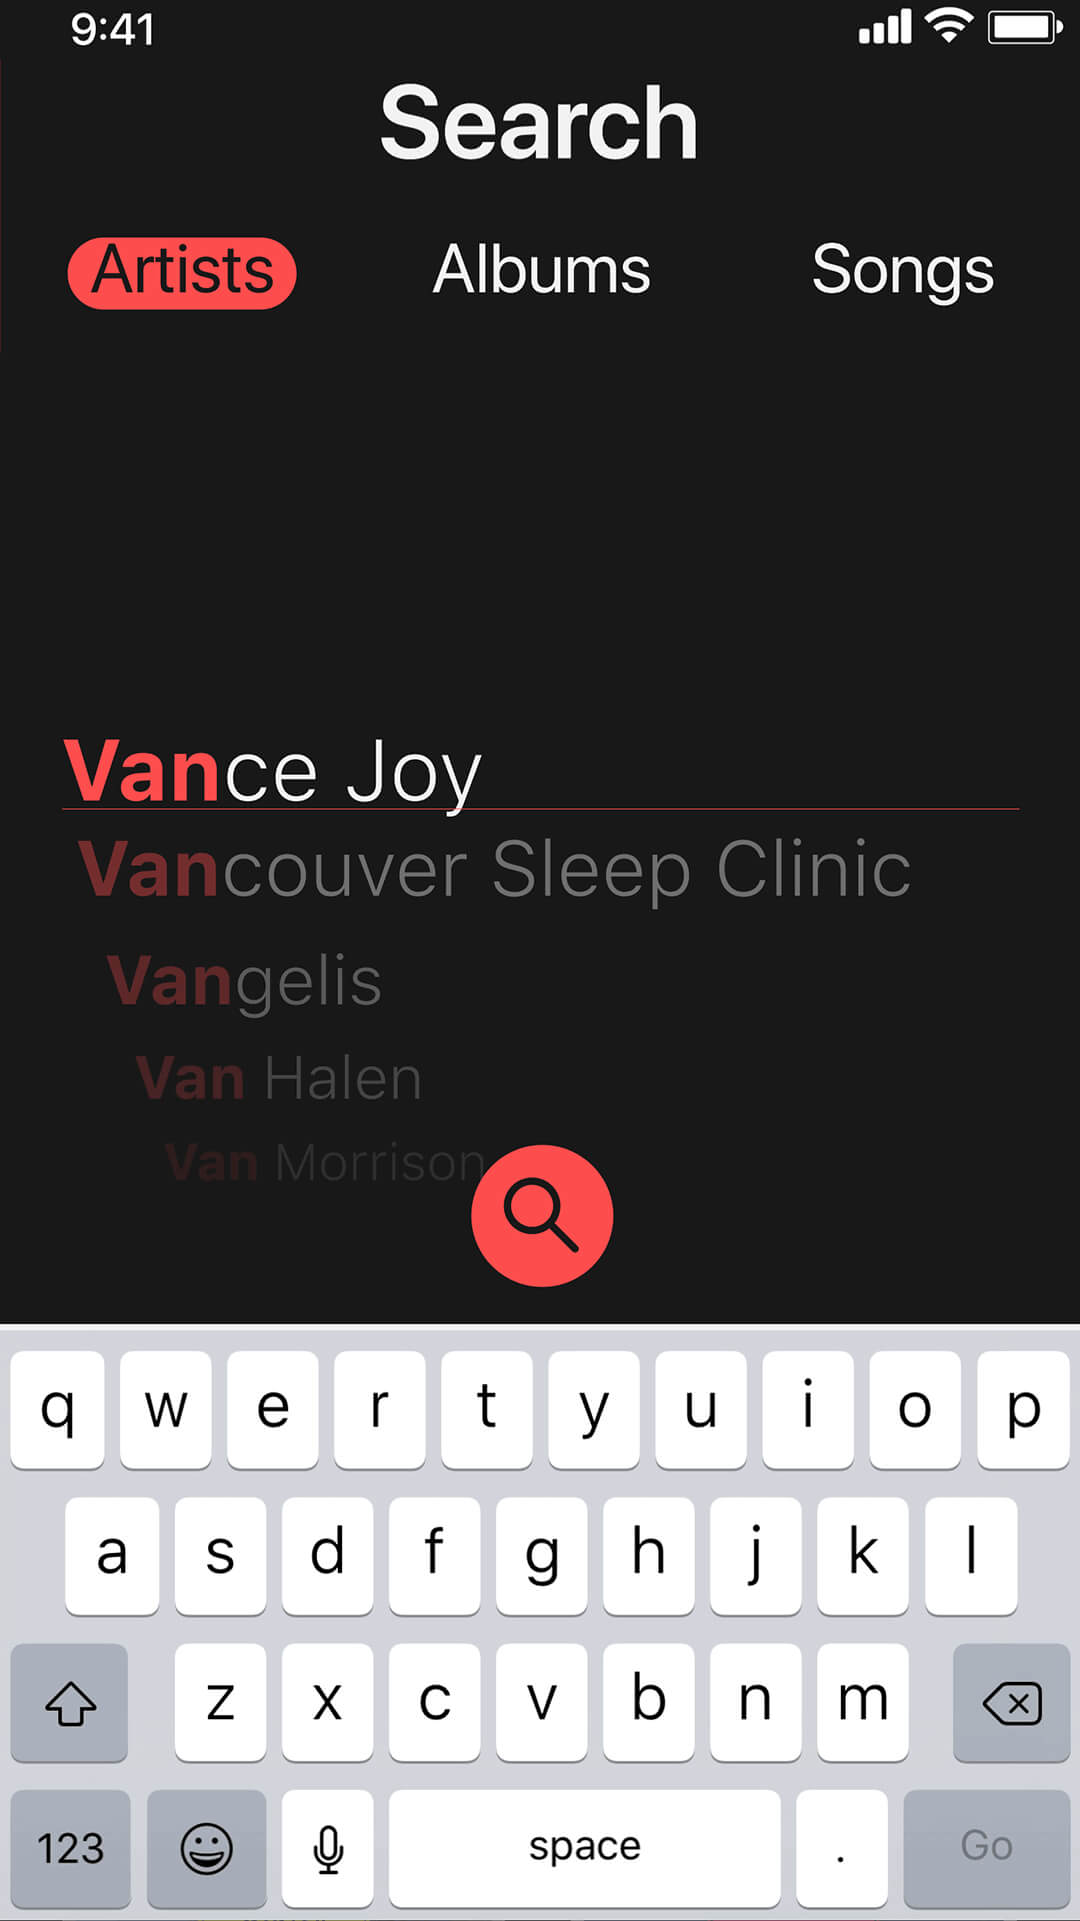 9:41
Search
Artists Albums Songs
Vance Joy
Vancouver Sleep Clinic
Vangelis
Van Halen
Van Morrison
q w e r t y u i o p
a s d f g h j k l
z x c v b n m
123 space . Go